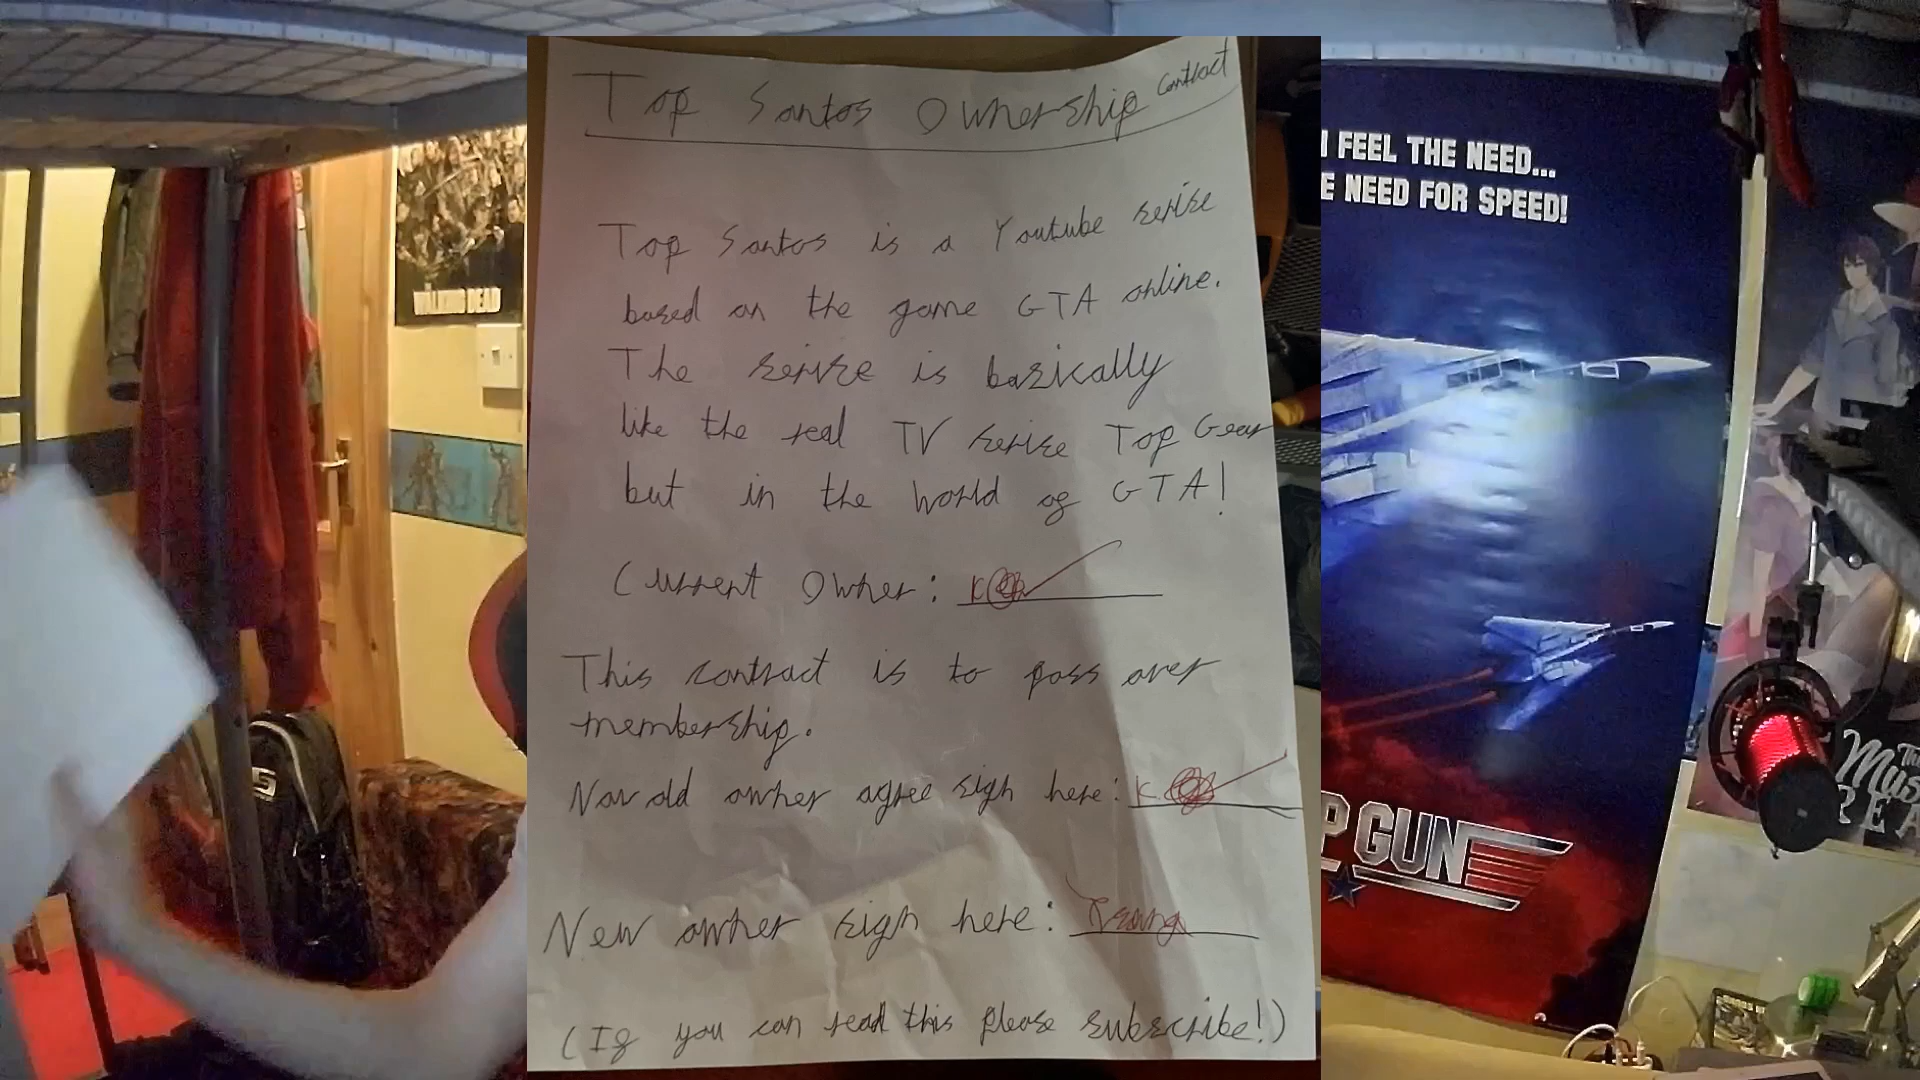 Top Santos Ownership Contract
Top Santos is a Youtube serise
based on the game GTA online.
The serise is basically
like the real TV serise Top Gear
but in the world of GTA!
Current Owner:
This contract is to pass over
membership.
Now old owner agree sign here:
New owner sign here:
(If you can read this please subscribe!)
THE WALKING DEAD
I FEEL THE NEED...
E NEED FOR SPEED!
P GUN